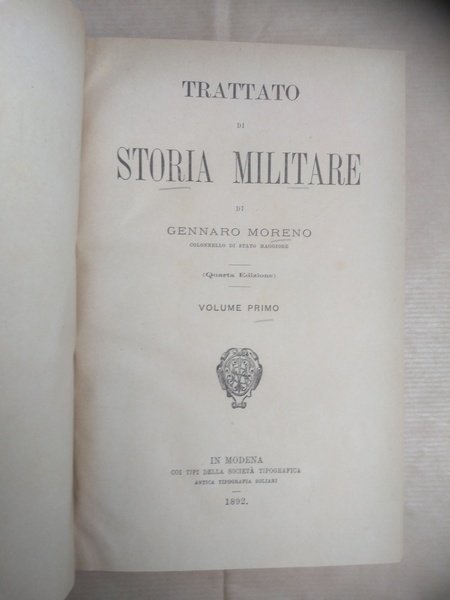 TRATTATO
DI
STORIA MILITARE
DI
GENNARO MORENO
COLONNELLO DI STATO MAGGIORE
(Quarta Edizione)
VOLUME PRIMO
IN MODENA
COI TIPI DELLA SOCIETÀ TIPOGRAFICA
ANTICA TIPOGRAFIA SOLIANI
1892.